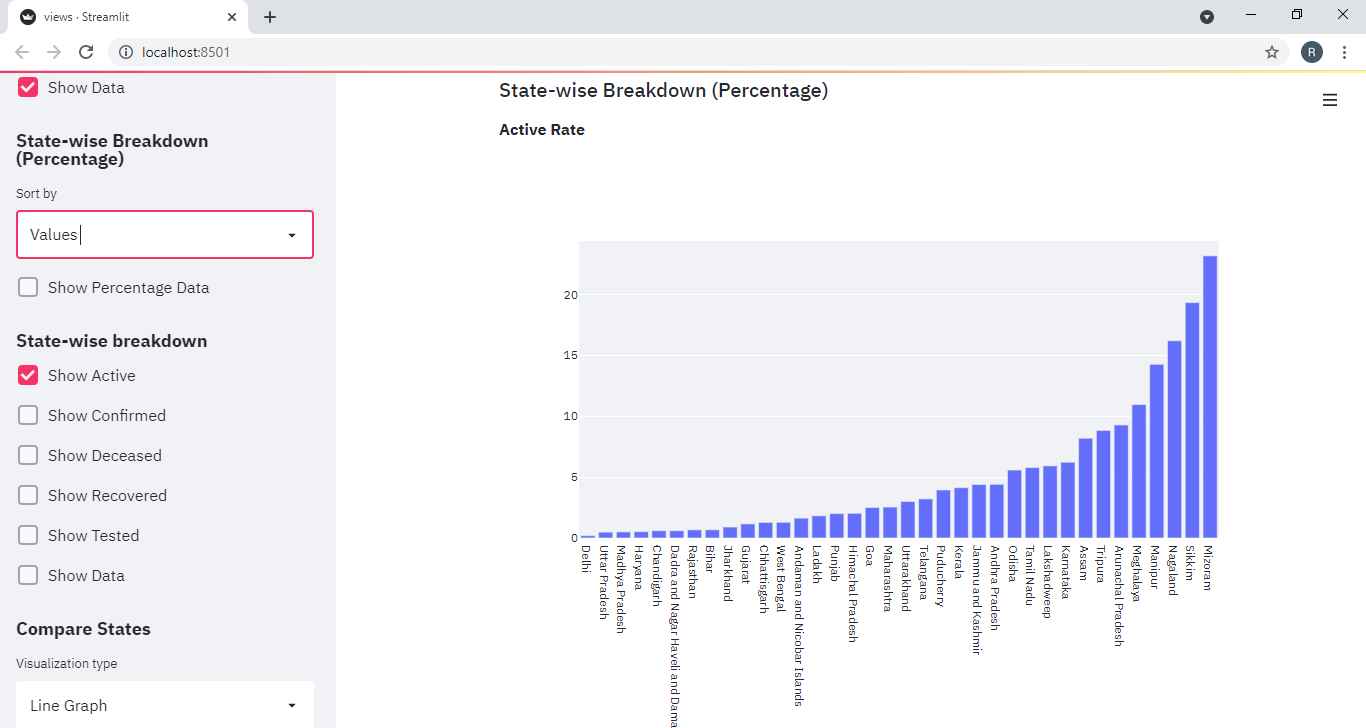 views · Streamlit
localhost:8501
R
Show Data
State-wise Breakdown
(Percentage)
Sort by
Values
Show Percentage Data
State-wise breakdown
Show Active
Show Confirmed
Show Deceased
Show Recovered
Show Tested
Show Data
Compare States
Visualization type
Line Graph
State-wise Breakdown (Percentage)
Active Rate
20
15
10
5
0
Delhi
Uttar Pradesh
Madhya Pradesh
Haryana
Chandigarh
Dadra and Nagar Haveli and Dama
Rajasthan
Bihar
Jharkhand
Gujarat
Chhattisgarh
West Bengal
Andaman and Nicobar Islands
Ladakh
Punjab
Himachal Pradesh
Goa
Maharashtra
Uttarakhand
Telangana
Puducherry
Kerala
Jammu and Kashmir
Andhra Pradesh
Odisha
Tamil Nadu
Lakshadweep
Karnataka
Assam
Tripura
Arunachal Pradesh
Meghalaya
Manipur
Nagaland
Sikkim
Mizoram